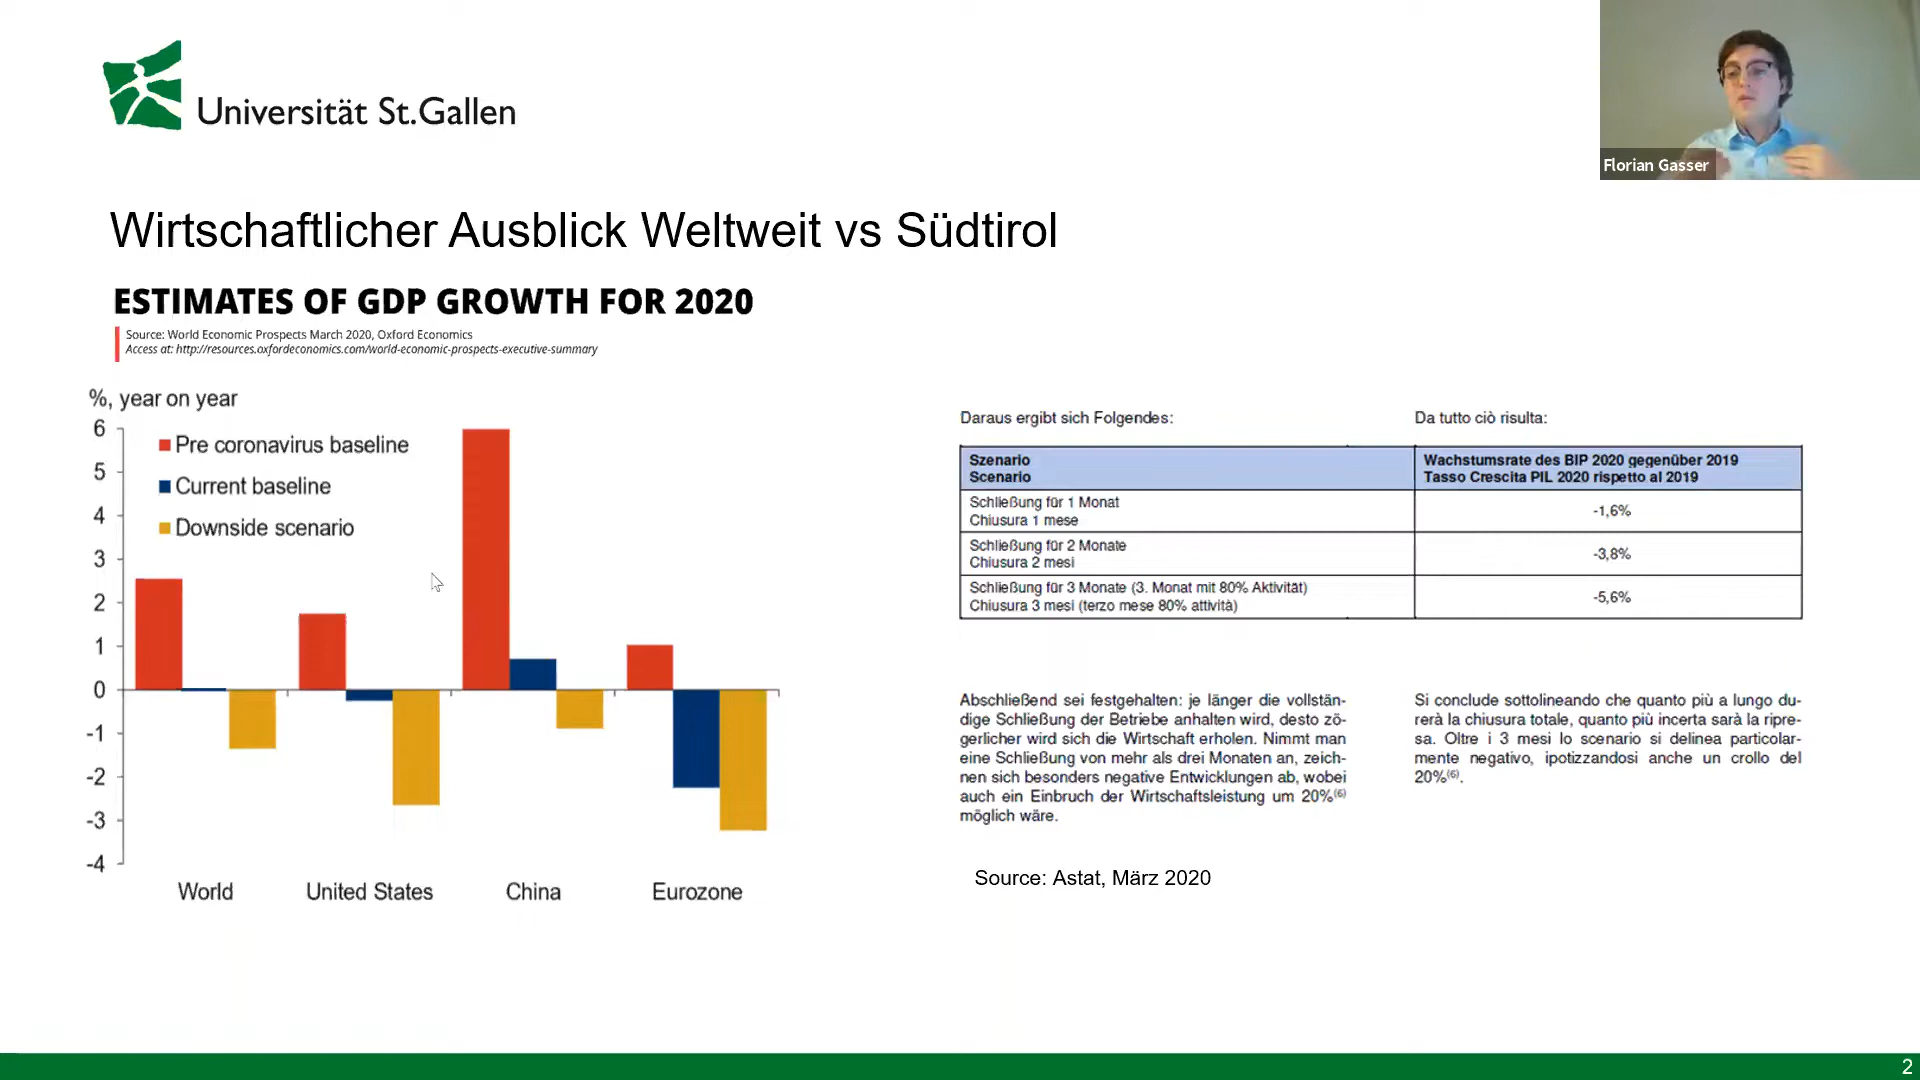 Universität St.Gallen
Florian Gasser
Wirtschaftlicher Ausblick Weltweit vs Südtirol
ESTIMATES OF GDP GROWTH FOR 2020
Source: World Economic Prospects March 2020, Oxford Economics
Access at: http://resources.oxfordeconomics.com/world-economic-prospects-executive-summary
%, year on year
6
5
4
3
2
1
0
-1
-2
-3
-4
Pre coronavirus baseline
Current baseline
Downside scenario
World
United States
China
Eurozone
Daraus ergibt sich Folgendes:
Da tutto ciò risulta:
Szenario
Scenario
Wachstumsrate des BIP 2020 gegenüber 2019
Tasso Crescita PIL 2020 rispetto al 2019
Schließung für 1 Monat
Chiusura 1 mese
-1,6%
Schließung für 2 Monate
Chiusura 2 mesi
-3,8%
Schließung für 3 Monate (3. Monat mit 80% Aktivität)
Chiusura 3 mesi (terzo mese 80% attività)
-5,6%
Abschließend sei festgehalten: je länger die vollstän-
dige Schließung der Betriebe anhalten wird, desto zö-
gerlicher wird sich die Wirtschaft erholen. Nimmt man
eine Schließung von mehr als drei Monaten an, zeich-
nen sich besonders negative Entwicklungen ab, wobei
auch ein Einbruch der Wirtschaftsleistung um 20%⁽⁶⁾
möglich wäre.
Si conclude sottolineando che quanto più a lungo du-
rerà la chiusura totale, quanto più incerta sarà la ripre-
sa. Oltre i 3 mesi lo scenario si delinea particolar-
mente negativo, ipotizzandosi anche un crollo del
20%⁽⁶⁾.
Source: Astat, März 2020
2